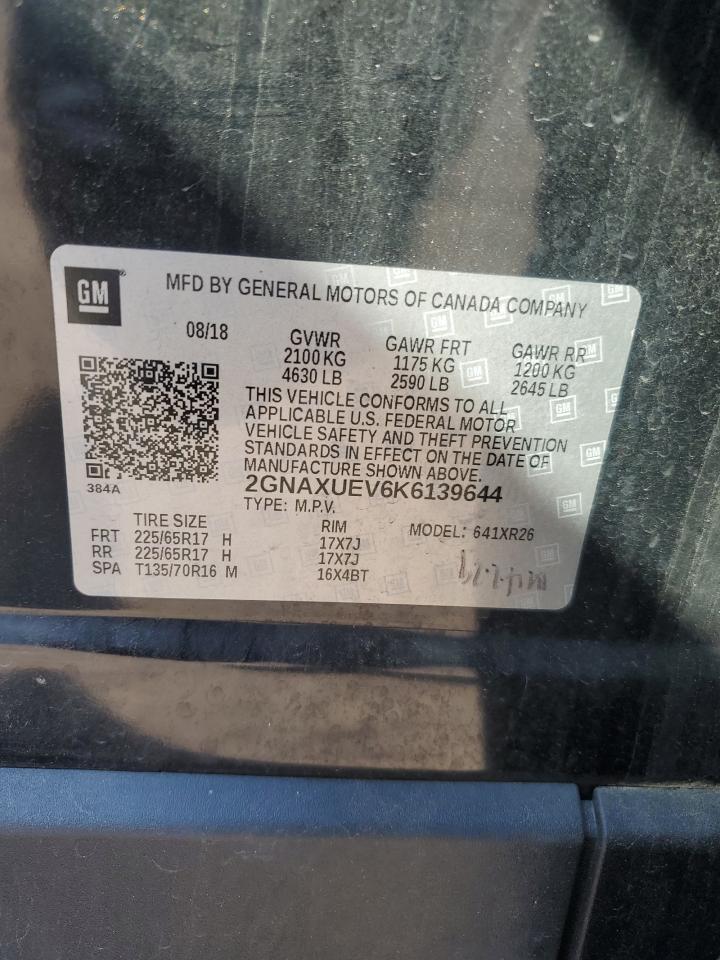 GM
MFD BY GENERAL MOTORS OF CANADA COMPANY
08/18 GVWR GAWR FRT GAWR RR
2100 KG 1175 KG 1200 KG
4630 LB 2590 LB 2645 LB
THIS VEHICLE CONFORMS TO ALL
APPLICABLE U.S. FEDERAL MOTOR
VEHICLE SAFETY AND THEFT PREVENTION
STANDARDS IN EFFECT ON THE DATE OF
MANUFACTURE SHOWN ABOVE.
384A 2GNAXUEV6K6139644
TYPE: M.P.V.
TIRE SIZE RIM MODEL: 641XR26
FRT 225/65R17 H 17X7J
RR 225/65R17 H 17X7J
SPA T135/70R16 M 16X4BT